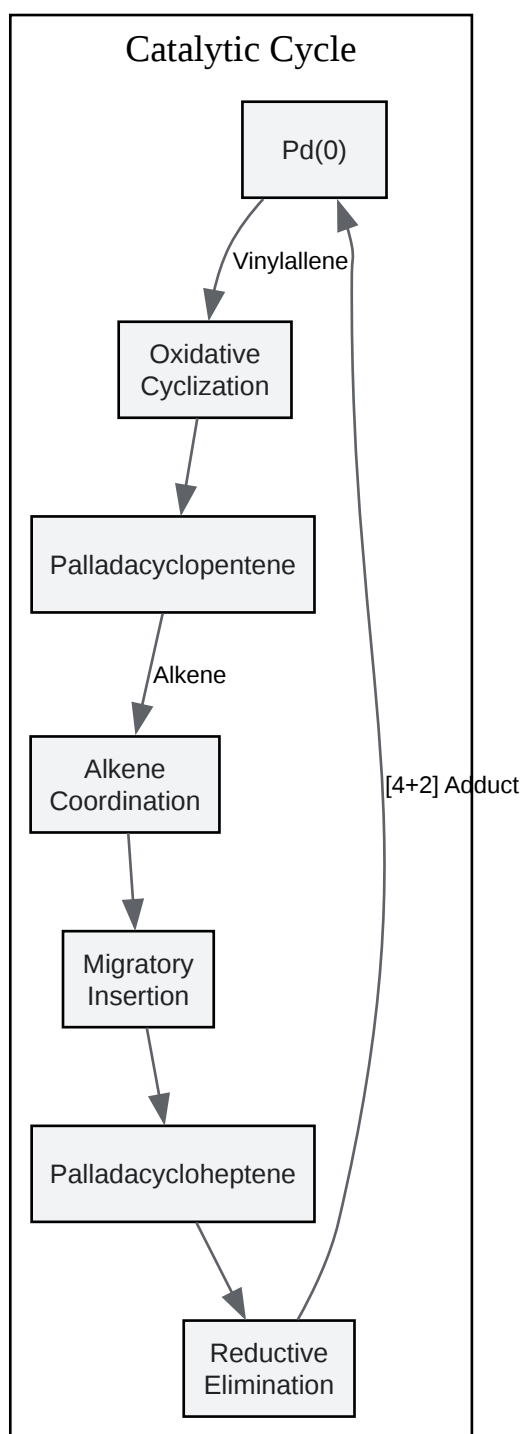 Catalytic Cycle
Pd(0)
Vinylallene
Oxidative
Cyclization
Palladacyclopentene
Alkene
Alkene
Coordination
[4+2] Adduct
Migratory
Insertion
Palladacycloheptene
Reductive
Elimination